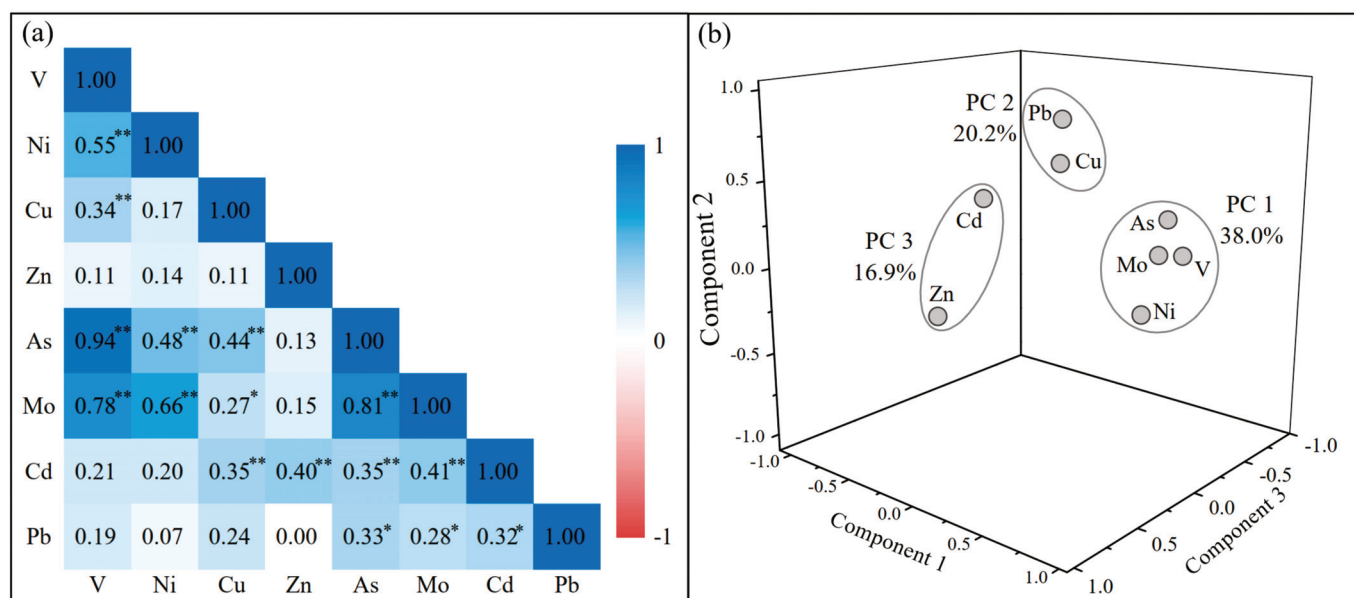 (a)
V 1.00
Ni 0.55** 1.00
Cu 0.34** 0.17 1.00
Zn 0.11 0.14 0.11 1.00
As 0.94** 0.48** 0.44** 0.13 1.00
Mo 0.78** 0.66** 0.27* 0.15 0.81** 1.00
Cd 0.21 0.20 0.35** 0.40** 0.35** 0.41** 1.00
Pb 0.19 0.07 0.24 0.00 0.33* 0.28* 0.32* 1.00
V Ni Cu Zn As Mo Cd Pb
1
0
-1
(b)
Component 2
1.0
0.5
0.0
-0.5
-1.0
PC 2
20.2%
Pb
Cu
PC 3
16.9%
Cd
Zn
PC 1
38.0%
As
Mo
V
Ni
-1.0
-0.5
0.0
0.5
1.0
Component 1
-1.0
-0.5
0.0
0.5
1.0
Component 3